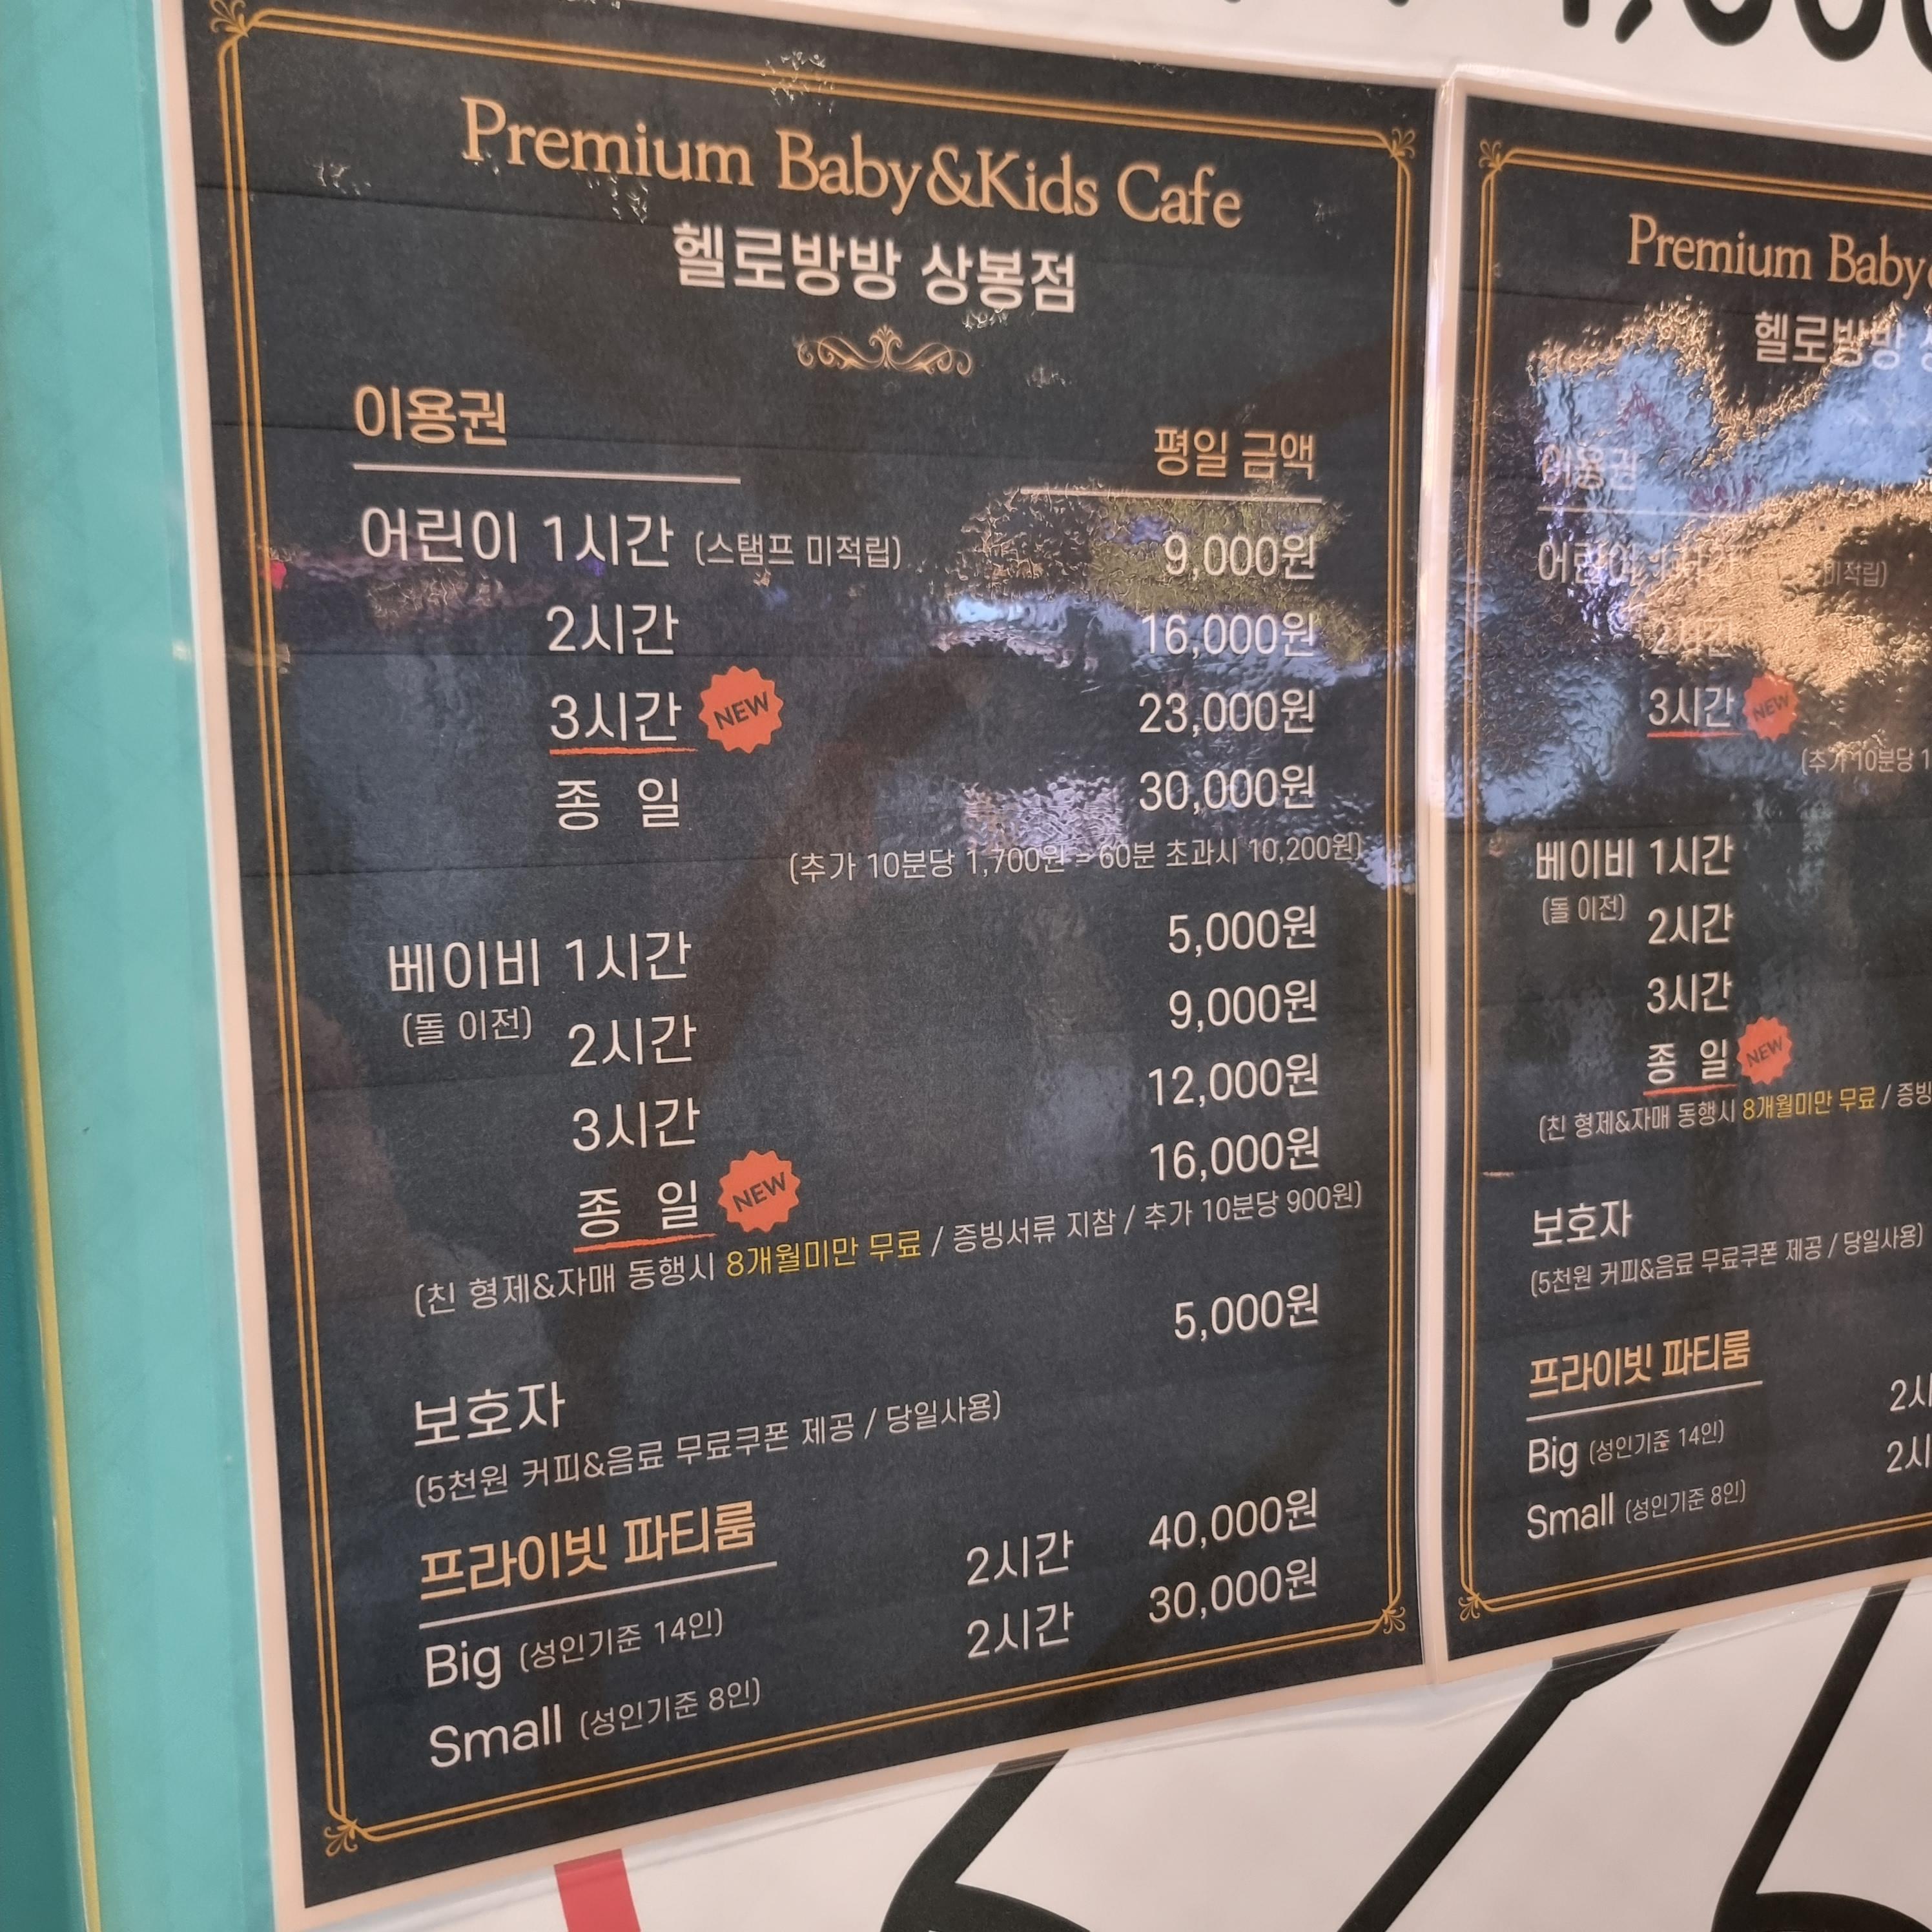 Premium Baby&Kids Cafe
헬로방방 상봉점
이용권 평일 금액
어린이 1시간 (스탬프 미적립) 9,000원
2시간 16,000원
3시간 NEW 23,000원
종 일 30,000원
(추가 10분당 1,700원 = 60분 초과시 10,200원)
베이비 1시간 5,000원
(돌 이전) 2시간 9,000원
3시간 12,000원
종 일 NEW 16,000원
(친 형제&자매 동행시 8개월미만 무료 / 증빙서류 지참 / 추가 10분당 900원)
보호자 5,000원
(5천원 커피&음료 무료쿠폰 제공 / 당일사용)
프라이빗 파티룸
Big (성인기준 14인) 2시간 40,000원
Small (성인기준 8인) 2시간 30,000원
Premium Baby
헬로방방
이용권
어린이 1시간 미적립)
2시간
3시간 NEW
(추가 10분당 1
베이비 1시간
(돌 이전) 2시간
3시간
종 일 NEW
(친 형제&자매 동행시 8개월미만 무료 / 증빙
보호자
(5천원 커피&음료 무료쿠폰 제공 / 당일사용)
프라이빗 파티룸
Big (성인기준 14인) 2시
Small (성인기준 8인) 2시